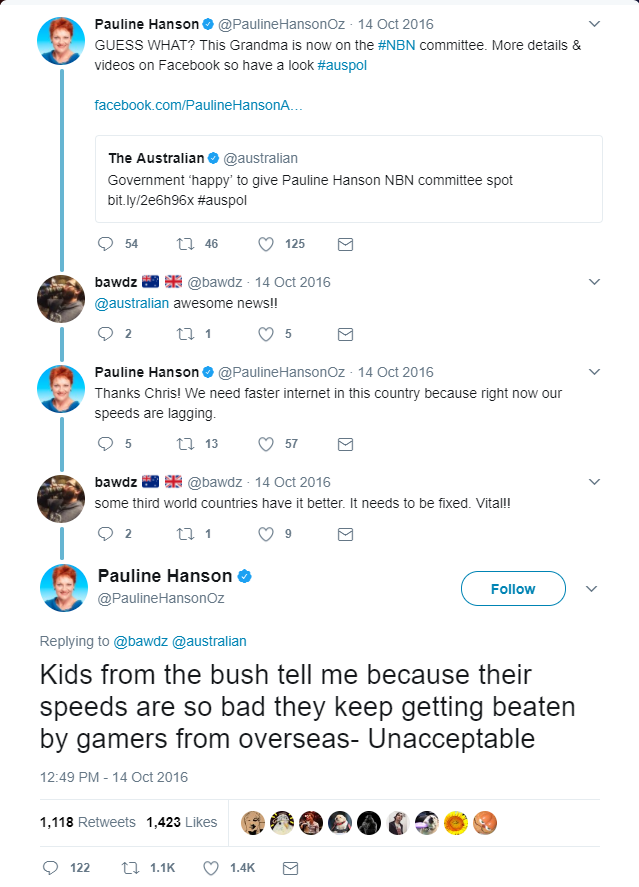 Pauline Hanson @PaulineHansonOz · 14 Oct 2016
GUESS WHAT? This Grandma is now on the #NBN committee. More details &
videos on Facebook so have a look #auspol
facebook.com/PaulineHansonA…
The Australian @australian
Government ‘happy’ to give Pauline Hanson NBN committee spot
bit.ly/2e6h96x #auspol
54 46 125
bawdz 🇦🇺 🇬🇧 @bawdz · 14 Oct 2016
@australian awesome news!!
2 1 5
Pauline Hanson @PaulineHansonOz · 14 Oct 2016
Thanks Chris! We need faster internet in this country because right now our
speeds are lagging.
5 13 57
bawdz 🇦🇺 🇬🇧 @bawdz · 14 Oct 2016
some third world countries have it better. It needs to be fixed. Vital!!
2 1 9
Pauline Hanson
@PaulineHansonOz
Follow
Replying to @bawdz @australian
Kids from the bush tell me because their
speeds are so bad they keep getting beaten
by gamers from overseas- Unacceptable
12:49 PM - 14 Oct 2016
1,118 Retweets 1,423 Likes
122 1.1K 1.4K